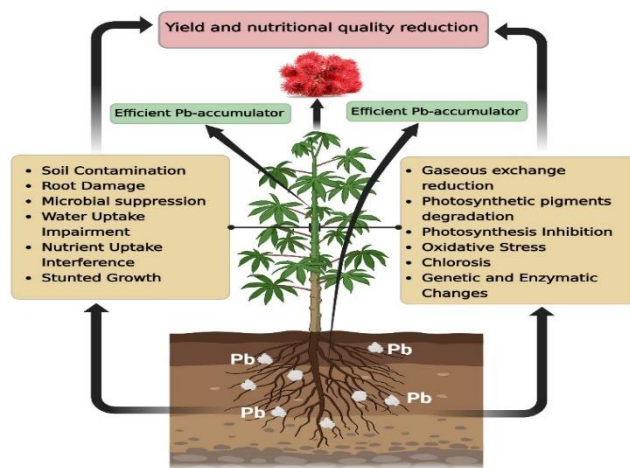 Yield and nutritional quality reduction
Efficient Pb-accumulator
Efficient Pb-accumulator
• Soil Contamination
• Root Damage
• Microbial suppression
• Water Uptake
Impairment
• Nutrient Uptake
Interference
• Stunted Growth
• Gaseous exchange
reduction
• Photosynthetic pigments
degradation
• Photosynthesis Inhibition
• Oxidative Stress
• Chlorosis
• Genetic and Enzymatic
Changes
Pb
Pb
Pb
Pb